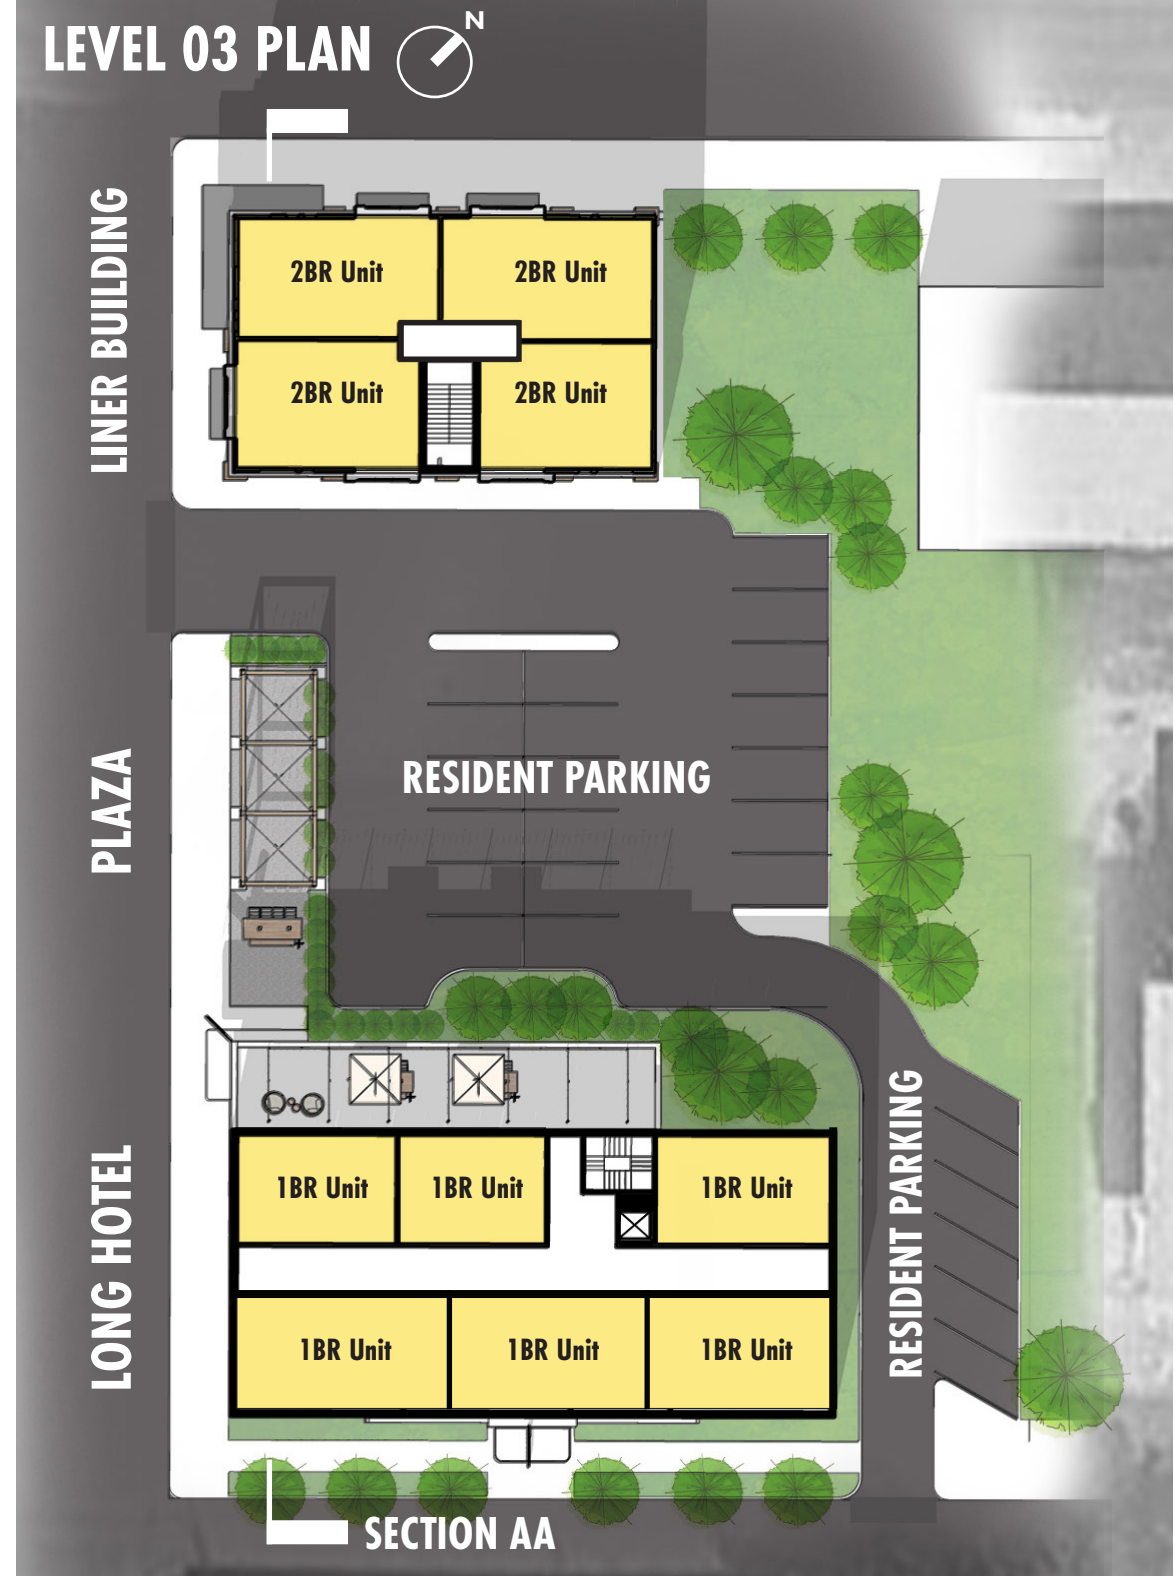 LEVEL 03 PLAN
N
LINER BUILDING
2BR Unit
2BR Unit
2BR Unit
2BR Unit
PLAZA
RESIDENT PARKING
LONG HOTEL
1BR Unit
1BR Unit
1BR Unit
1BR Unit
1BR Unit
1BR Unit
RESIDENT PARKING
SECTION AA